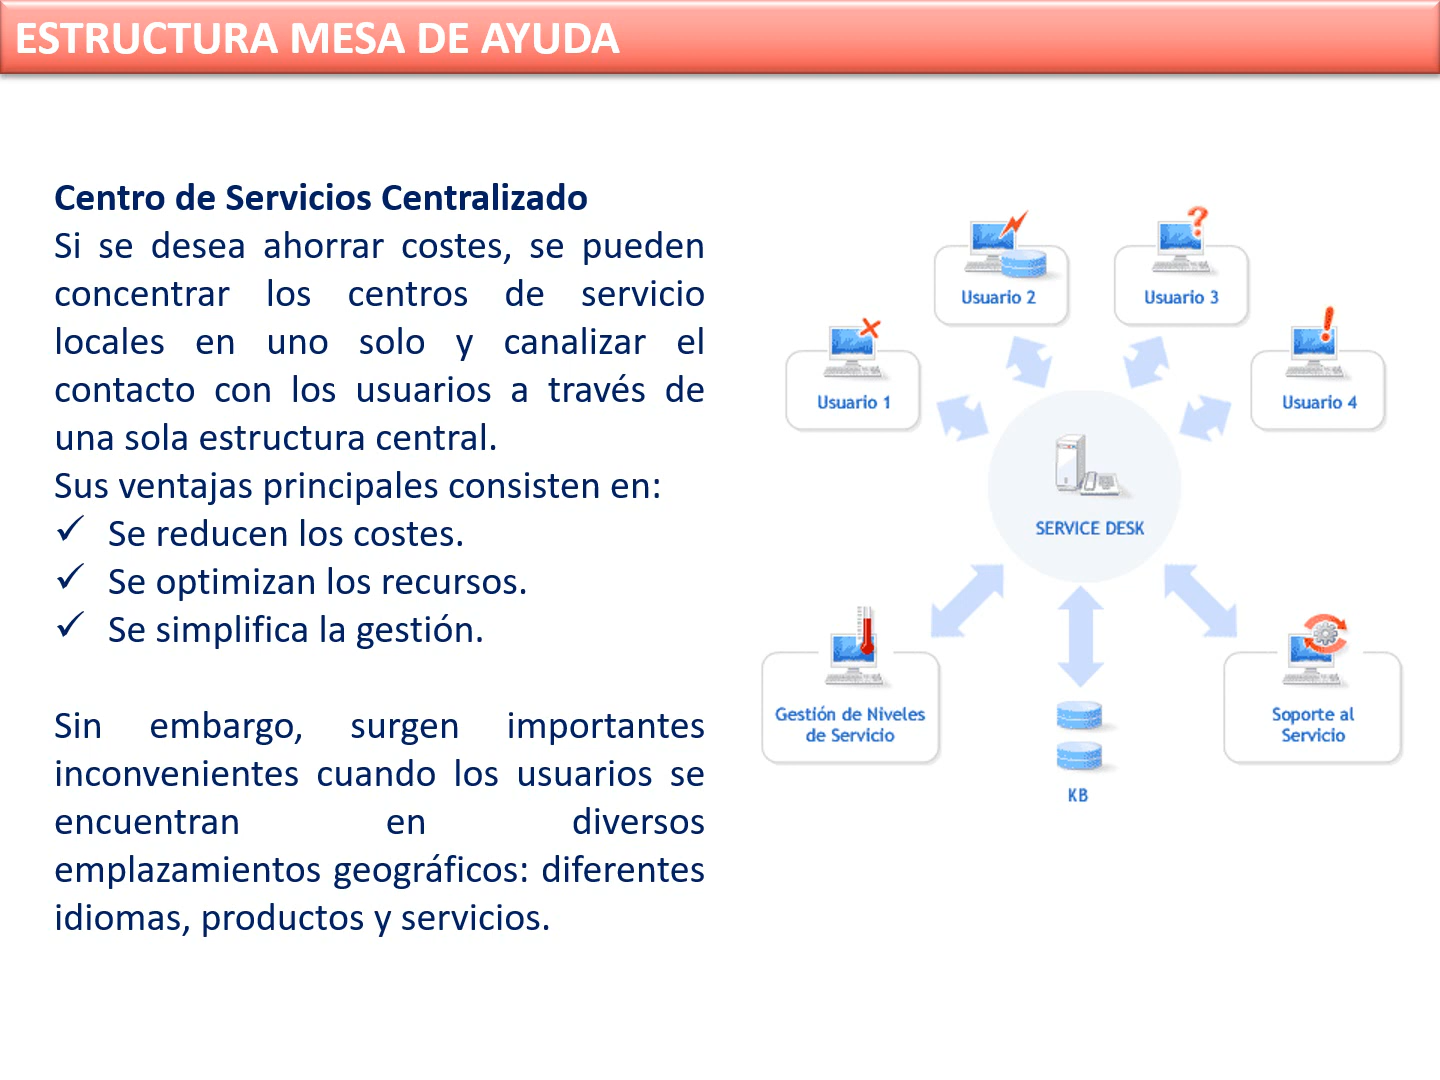 ESTRUCTURA MESA DE AYUDA
Centro de Servicios Centralizado
Si se desea ahorrar costes, se pueden
concentrar los centros de servicio
locales en uno solo y canalizar el
contacto con los usuarios a través de
una sola estructura central.
Sus ventajas principales consisten en:
✓ Se reducen los costes.
✓ Se optimizan los recursos.
✓ Se simplifica la gestión.
Sin embargo, surgen importantes
inconvenientes cuando los usuarios se
encuentran en diversos
emplazamientos geográficos: diferentes
idiomas, productos y servicios.
Usuario 1
Usuario 2
Usuario 3
Usuario 4
SERVICE DESK
Gestión de Niveles
de Servicio
KB
Soporte al
Servicio